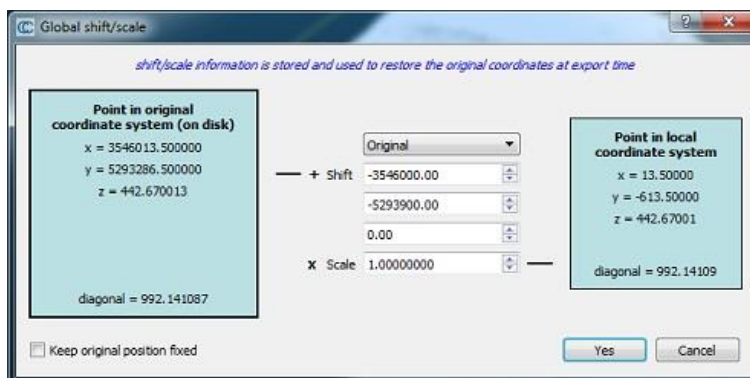 Global shift/scale
shift/scale information is stored and used to restore the original coordinates at export time
Point in original
coordinate system (on disk)
x = 3546013.500000
y = 5293286.500000
z = 442.670013
diagonal = 992.141087
Original
+ Shift -3546000.00
-5293900.00
0.00
x Scale 1.00000000
Point in local
coordinate system
x = 13.50000
y = -613.50000
z = 442.67001
diagonal = 992.14109
Keep original position fixed
Yes Cancel